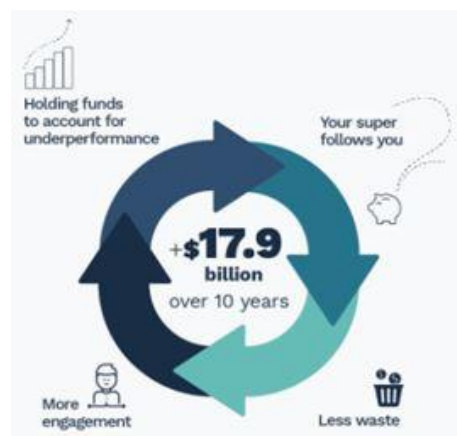 Holding funds
to account for
underperformance
Your super
follows you
+$17.9
billion
over 10 years
More
engagement
Less waste